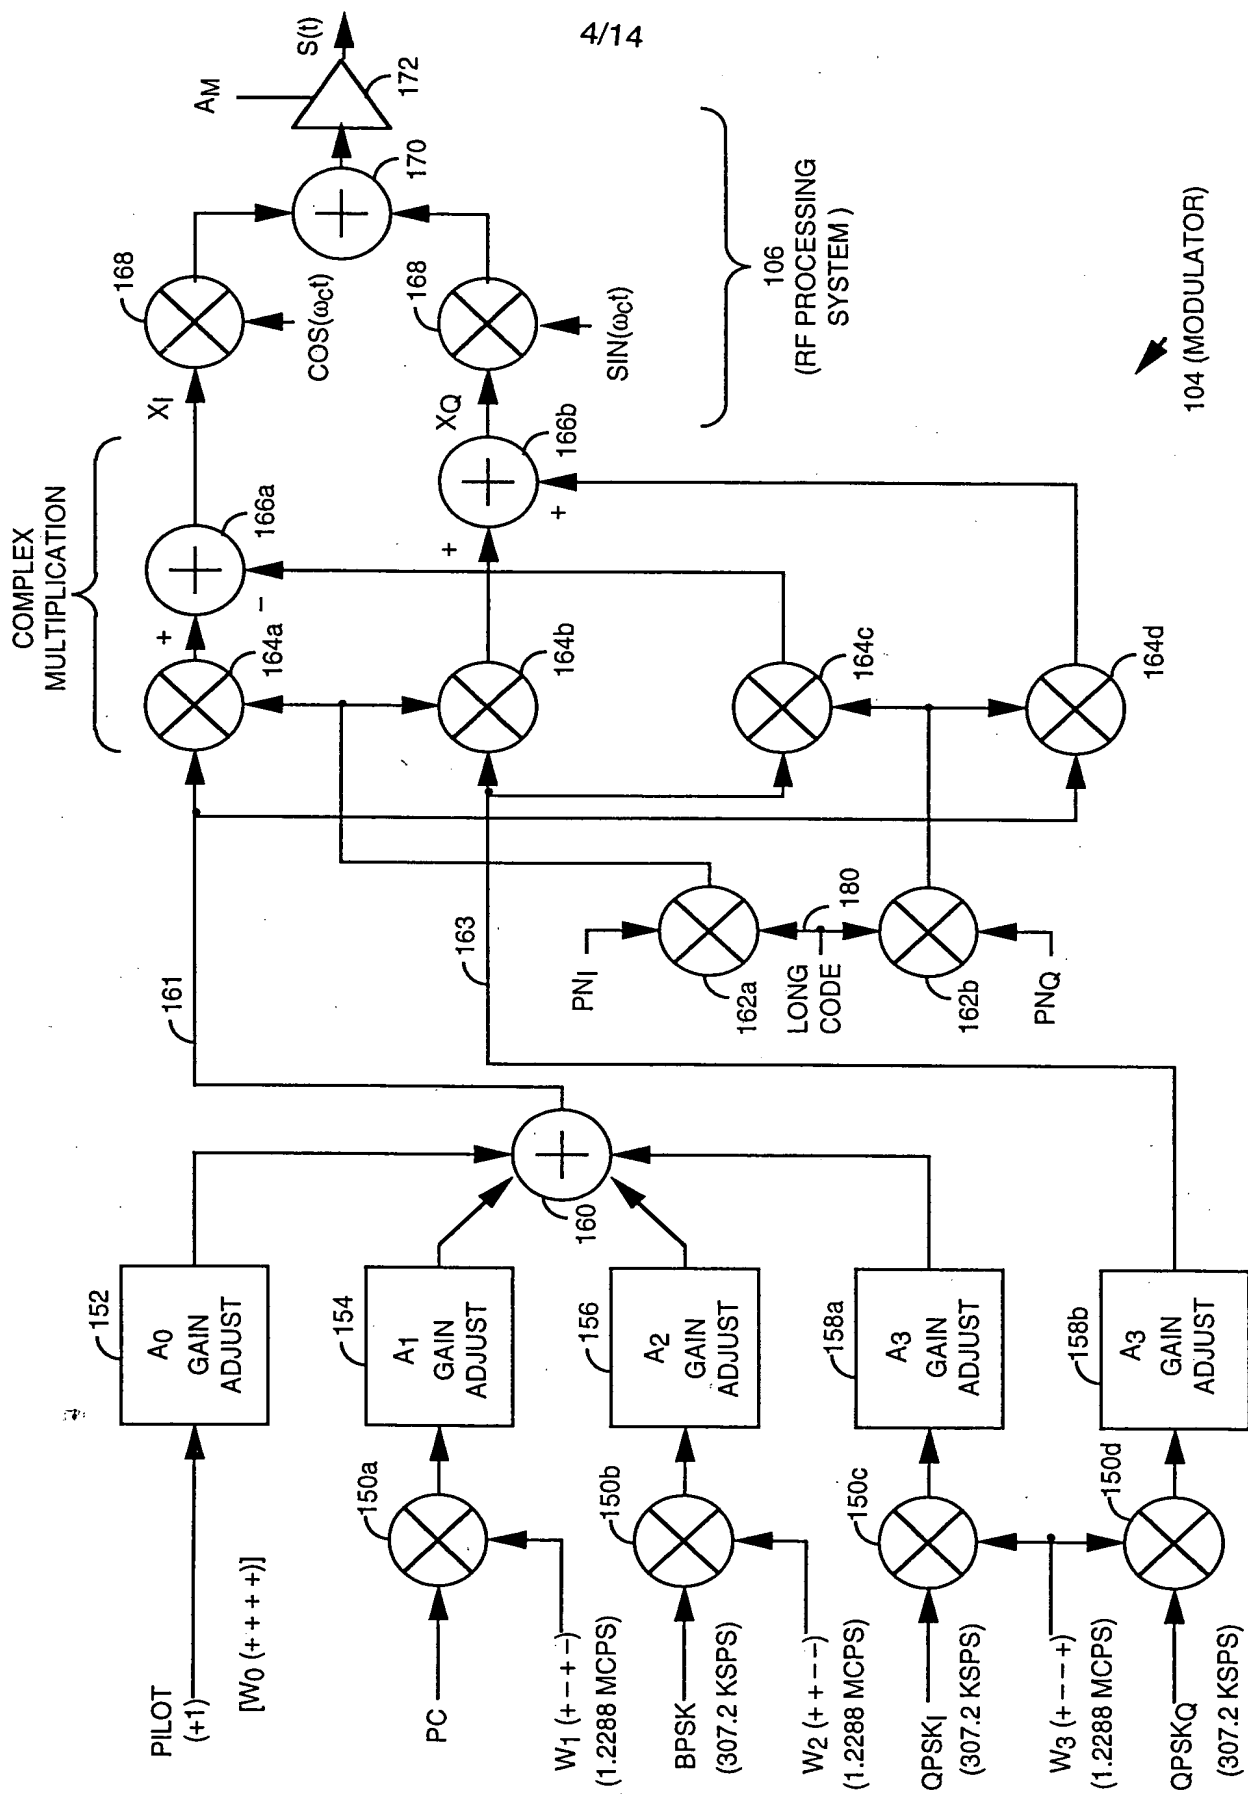 4/14
PILOT
(+1)
[W0 (+ + + +)]
152
A0
GAIN
ADJUST
PC
150a
W1 (+ – + –)
(1.2288 MCPS)
154
A1
GAIN
ADJUST
BPSK
(307.2 KSPS)
150b
W2 (+ + – –)
(1.2288 MCPS)
156
A2
GAIN
ADJUST
QPSKI
(307.2 KSPS)
150c
W3 (+ – – +)
(1.2288 MCPS)
158a
A3
GAIN
ADJUST
QPSKQ
(307.2 KSPS)
150d
158b
A3
GAIN
ADJUST
160
161
163
PNI
162a
LONG
CODE
180
162b
PNQ
COMPLEX
MULTIPLICATION
164a
164b
164c
164d
+
–
166a
+
+
166b
XI
XQ
168
COS(ωct)
168
SIN(ωct)
170
AM
172
S(t)
106
(RF PROCESSING
SYSTEM )
104 (MODULATOR)